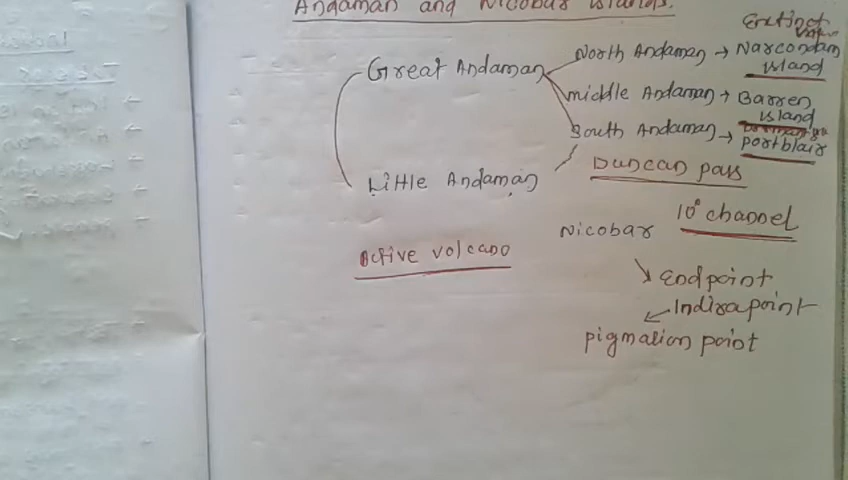 Andaman and Nicobar Islands.
Extinct
Great Andaman
North Andaman → Narcondam
island
middle Andaman → Barren
island
South Andaman → portblair
Duncan pass
Little Andaman
10° channel
Nicobar
Active volcano
Endpoint
Indirapoint
pigmalion point